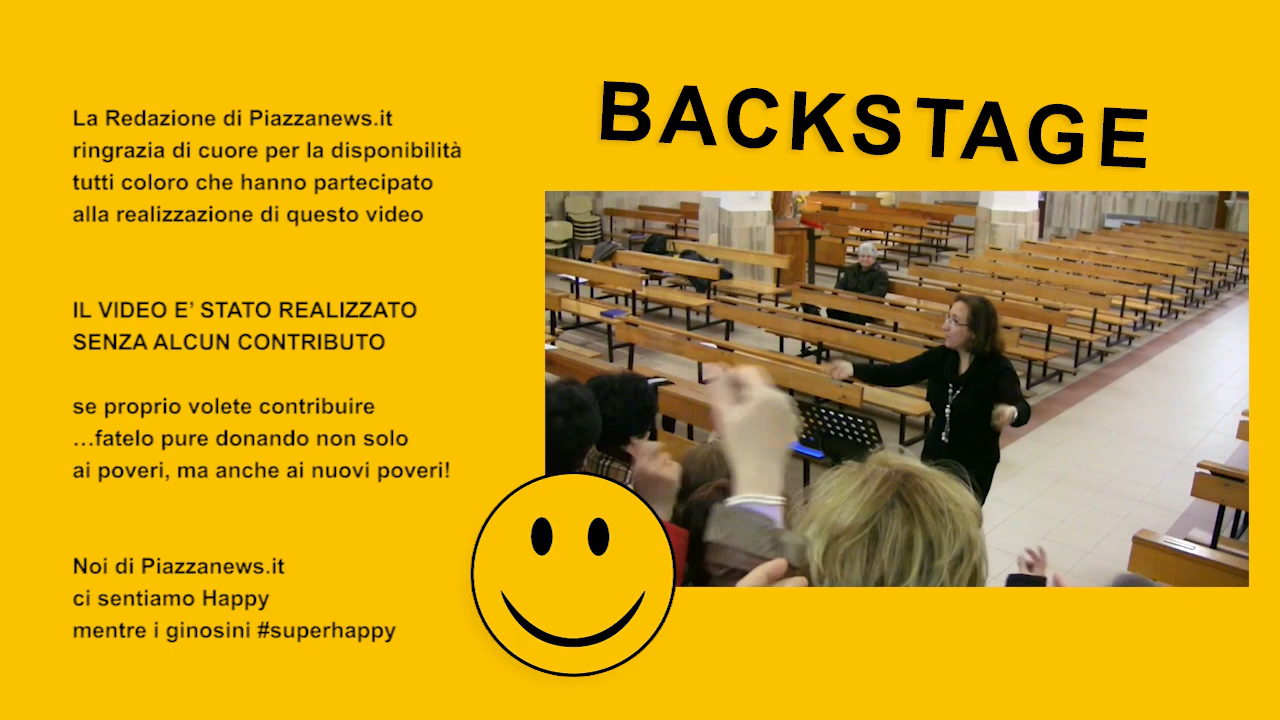 BACKSTAGE
La Redazione di Piazzanews.it
ringrazia di cuore per la disponibilità
tutti coloro che hanno partecipato
alla realizzazione di questo video
IL VIDEO E’ STATO REALIZZATO
SENZA ALCUN CONTRIBUTO
se proprio volete contribuire
…fatelo pure donando non solo
ai poveri, ma anche ai nuovi poveri!
Noi di Piazzanews.it
ci sentiamo Happy
mentre i ginosini #superhappy